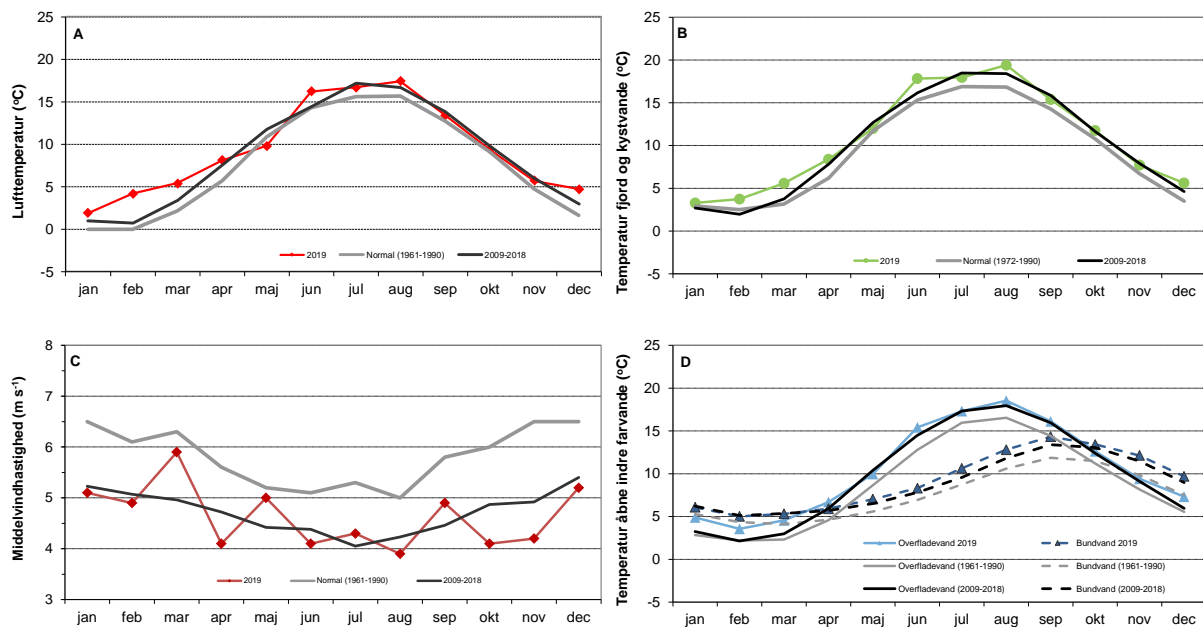 A
Lufttemperatur (°C)
25
20
15
10
5
0
-5
2019 Normal (1961-1990) 2009-2018
jan feb mar apr maj jun jul aug sep okt nov dec
B
Temperatur fjord og kystvande (°C)
25
20
15
10
5
0
-5
2019 Normal (1972-1990) 2009-2018
jan feb mar apr maj jun jul aug sep okt nov dec
C
Middelvindhastighed (m s⁻¹)
8
7
6
5
4
3
2019 Normal (1961-1990) 2009-2018
jan feb mar apr maj jun jul aug sep okt nov dec
D
Temperatur åbne indre farvande (°C)
25
20
15
10
5
0
-5
Overfladevand 2019 Bundvand 2019
Overfladevand (1961-1990) Bundvand (1961-1990)
Overfladevand (2009-2018) Bundvand (2009-2018)
jan feb mar apr maj jun jul aug sep okt nov dec